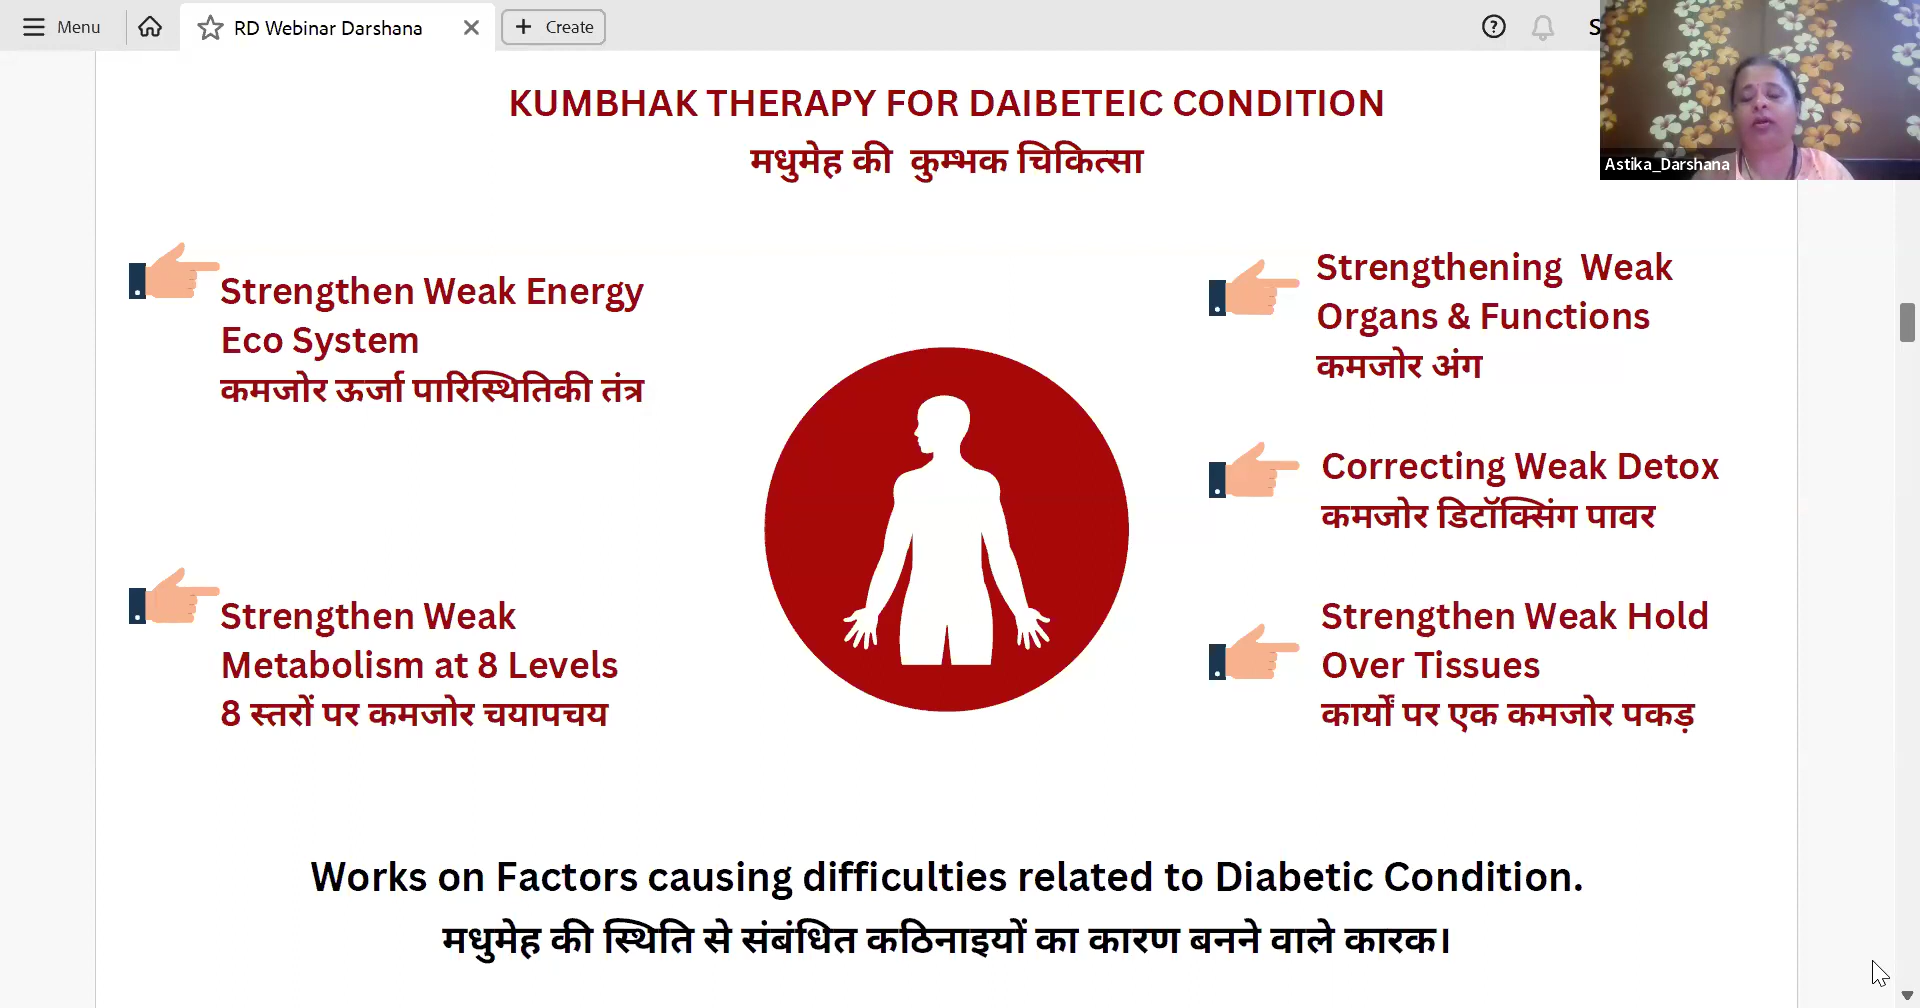 Menu
RD Webinar Darshana
Create
Astika_Darshana
KUMBHAK THERAPY FOR DAIBETEIC CONDITION
मधुमेह की कुम्भक चिकित्सा
Strengthen Weak Energy
Eco System
कमजोर ऊर्जा पारिस्थितिकी तंत्र
Strengthen Weak
Metabolism at 8 Levels
8 स्तरों पर कमजोर चयापचय
Strengthening Weak
Organs & Functions
कमजोर अंग
Correcting Weak Detox
कमजोर डिटॉक्सिंग पावर
Strengthen Weak Hold
Over Tissues
कार्यों पर एक कमजोर पकड़
Works on Factors causing difficulties related to Diabetic Condition.
मधुमेह की स्थिति से संबंधित कठिनाइयों का कारण बनने वाले कारक।